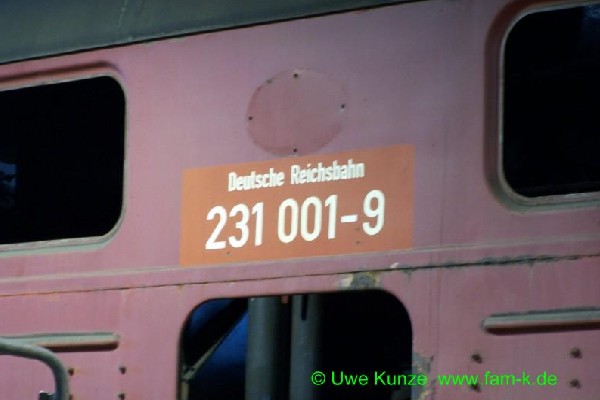 Deutsche Reichsbahn
231 001-9
© Uwe Kunze www.fam-k.de